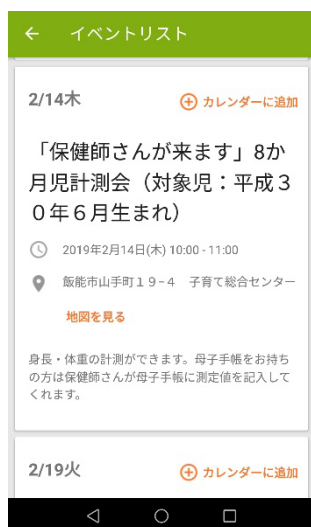 イベントリスト
2/14木
カレンダーに追加
「保健師さんが来ます」8か
月児計測会（対象児：平成３
０年６月生まれ）
2019年2月14日(木) 10:00 - 11:00
飯能市山手町１９−４　子育て総合センター
地図を見る
身長・体重の計測ができます。母子手帳をお持ち
の方は保健師さんが母子手帳に測定値を記入して
くれます。
2/19火
カレンダーに追加